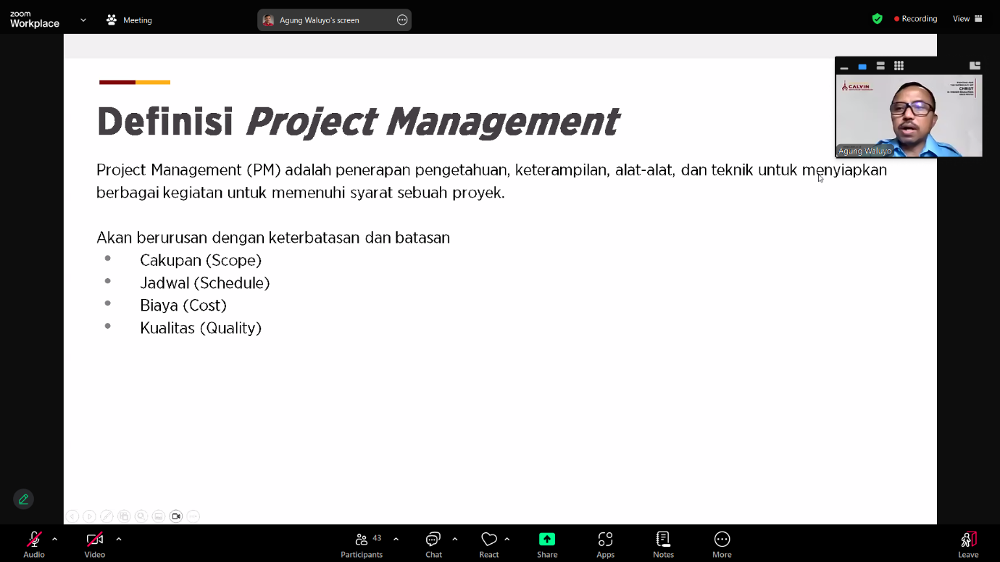 zoom
Workplace
Meeting
Agung Waluyo's screen
Recording
View
CALVIN
CHRIST
Agung Waluyo
Definisi Project Management
Project Management (PM) adalah penerapan pengetahuan, keterampilan, alat-alat, dan teknik untuk menyiapkan
berbagai kegiatan untuk memenuhi syarat sebuah proyek.
Akan berurusan dengan keterbatasan dan batasan
• Cakupan (Scope)
• Jadwal (Schedule)
• Biaya (Cost)
• Kualitas (Quality)
Audio
Video
Participants
43
Chat
React
Share
Apps
Notes
More
Leave